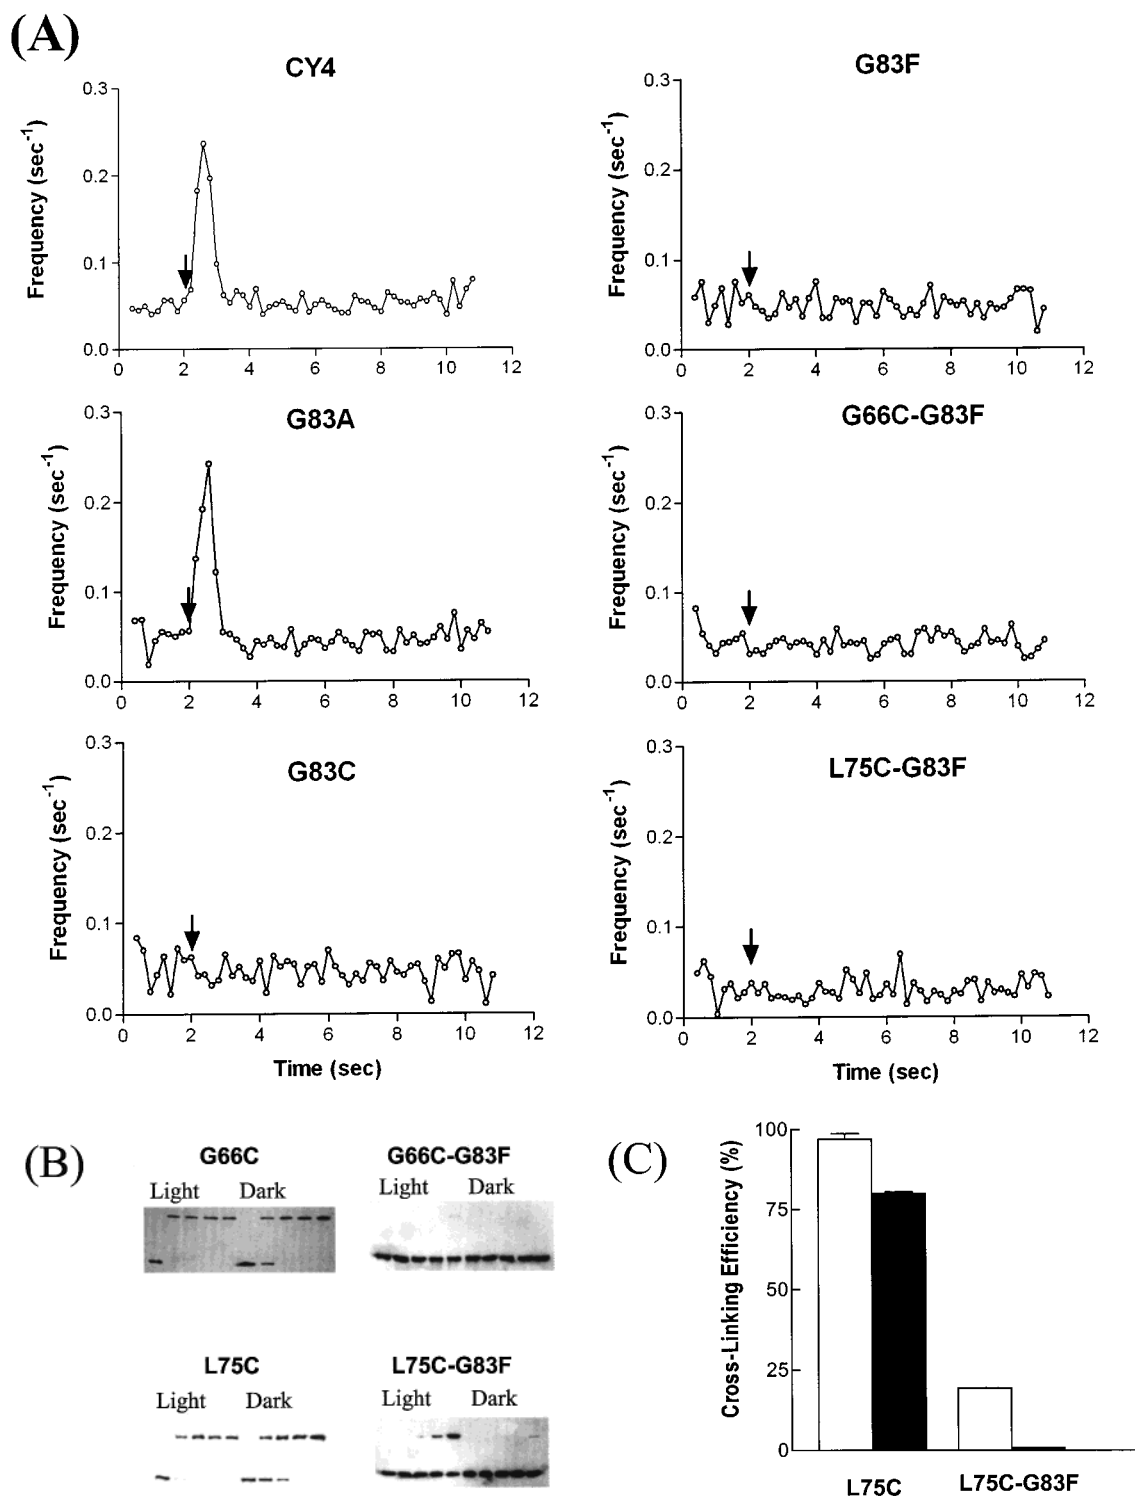 (A)
CY4
G83F
Frequency (sec-1)
0.3
0.2
0.1
0.0
0 2 4 6 8 10 12
Frequency (sec-1)
0.3
0.2
0.1
0.0
0 2 4 6 8 10 12
G83A
G66C-G83F
Frequency (sec-1)
0.3
0.2
0.1
0.0
0 2 4 6 8 10 12
Frequency (sec-1)
0.3
0.2
0.1
0.0
0 2 4 6 8 10 12
G83C
L75C-G83F
Frequency (sec-1)
0.3
0.2
0.1
0.0
0 2 4 6 8 10 12
Time (sec)
Frequency (sec-1)
0.3
0.2
0.1
0.0
0 2 4 6 8 10 12
Time (sec)
(B)
G66C
Light Dark
G66C-G83F
Light Dark
L75C
Light Dark
L75C-G83F
Light Dark
(C)
Cross-Linking Efficiency (%)
100
75
50
25
0
L75C L75C-G83F